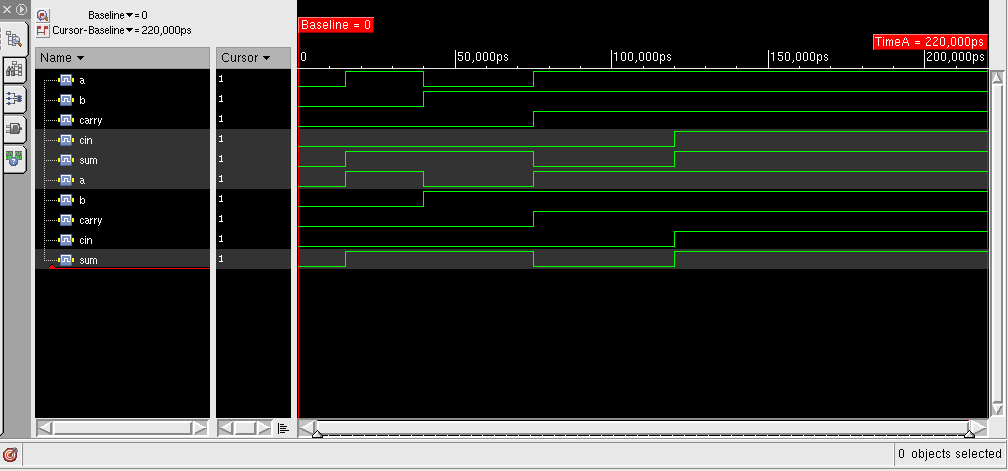 Baseline▼=0
Cursor-Baseline▼=220,000ps
Baseline = 0
TimeA = 220,000ps
Name▼ Cursor▼ 0 50,000ps 100,000ps 150,000ps 200,000ps
a 1
b 1
carry 1
cin 1
sum 1
a 1
b 1
carry 1
cin 1
sum 1
0 objects selected